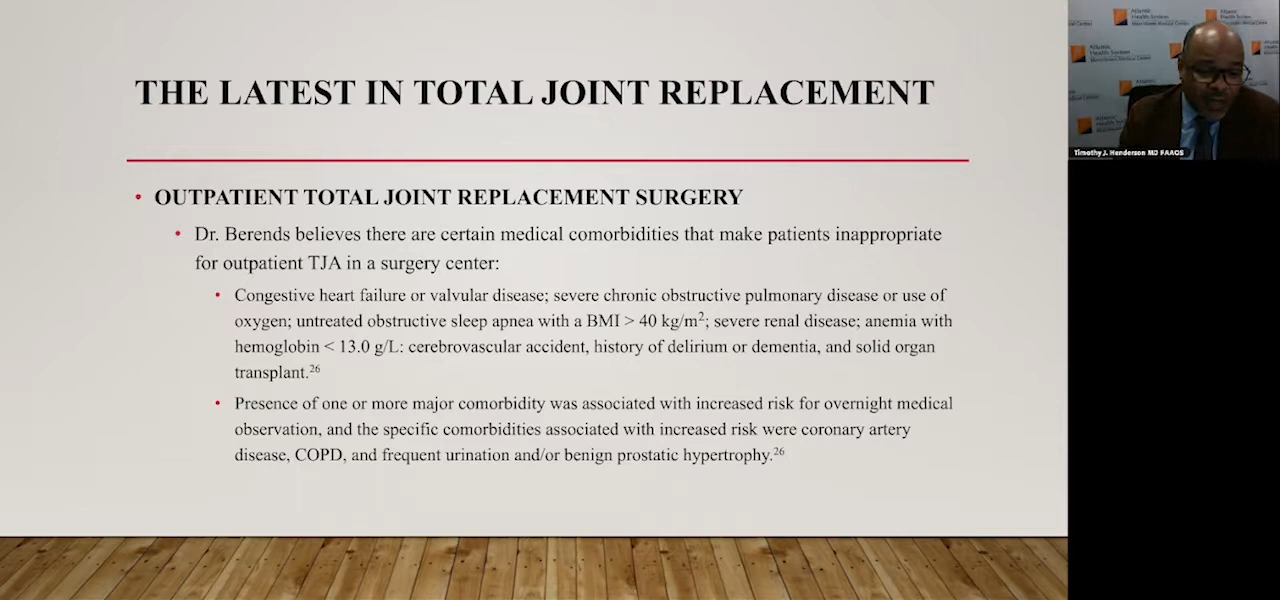 THE LATEST IN TOTAL JOINT REPLACEMENT
• OUTPATIENT TOTAL JOINT REPLACEMENT SURGERY
• Dr. Berends believes there are certain medical comorbidities that make patients inappropriate
for outpatient TJA in a surgery center:
• Congestive heart failure or valvular disease; severe chronic obstructive pulmonary disease or use of
oxygen; untreated obstructive sleep apnea with a BMI > 40 kg/m²; severe renal disease; anemia with
hemoglobin < 13.0 g/L: cerebrovascular accident, history of delirium or dementia, and solid organ
transplant.²⁶
• Presence of one or more major comorbidity was associated with increased risk for overnight medical
observation, and the specific comorbidities associated with increased risk were coronary artery
disease, COPD, and frequent urination and/or benign prostatic hypertrophy.²⁶
Atlantic
Health System
Atlantic
Health System
Timothy J. Henderson MD FAAOS